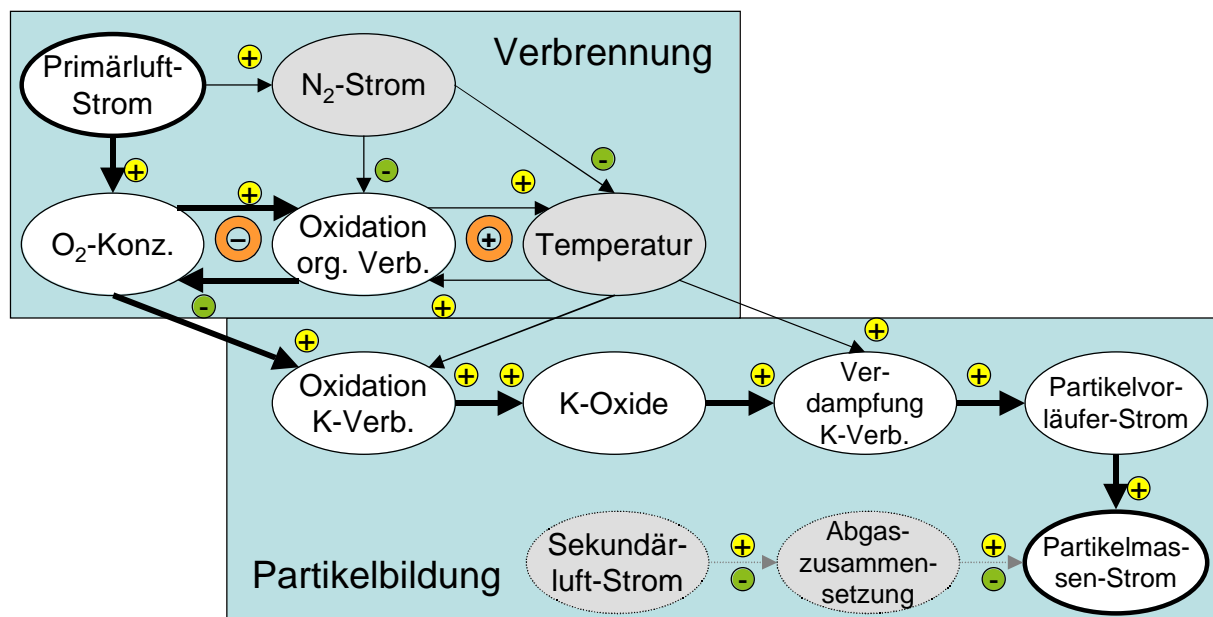 Verbrennung
Primärluft-
Strom
+
N₂-Strom
+
-
-
+
+
O₂-Konz.
−
Oxidation
org. Verb.
+
Temperatur
-
+
+
+
Oxidation
K-Verb.
+
+
K-Oxide
+
Ver-
dampfung
K-Verb.
+
Partikelvor-
läufer-Strom
+
Partikelbildung
Sekundär-
luft-Strom
+
-
Abgas-
zusammen-
setzung
+
-
Partikelmas-
sen-Strom